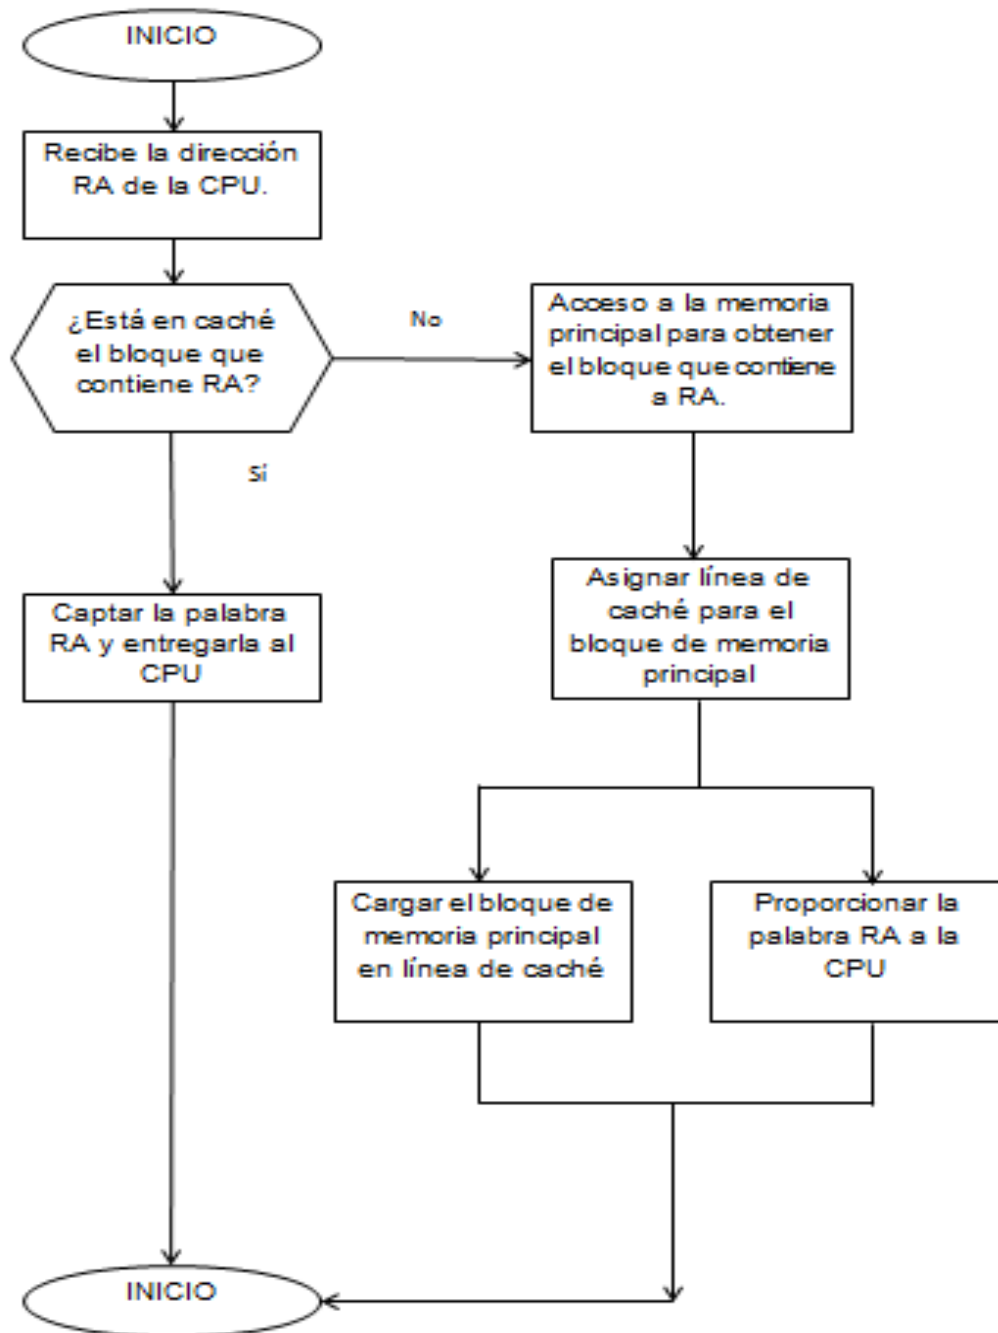 INICIO
Recibe la dirección
RA de la CPU.
¿Está en caché
el bloque que
contiene RA?
No
Acceso a la memoria
principal para obtener
el bloque que contiene
a RA.
Sí
Captar la palabra
RA y entregarla al
CPU
Asignar línea de
caché para el
bloque de memoria
principal
Cargar el bloque de
memoria principal
en línea de caché
Proporcionar la
palabra RA a la
CPU
INICIO